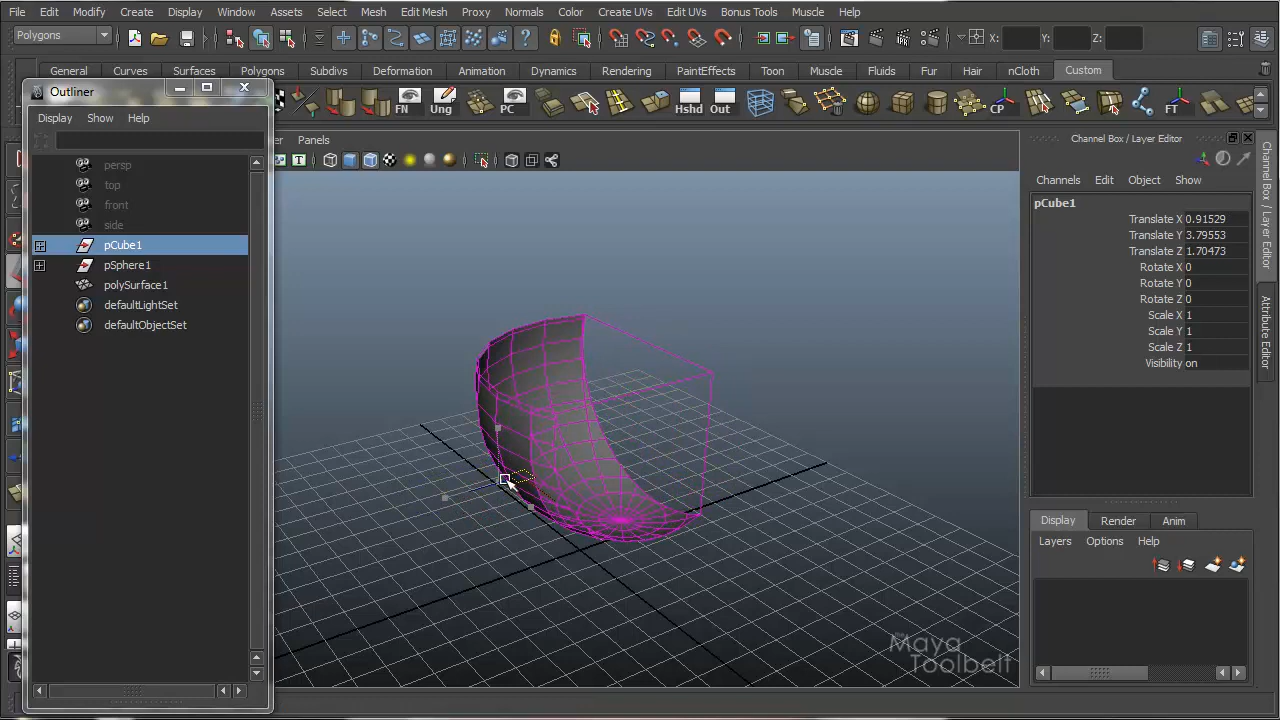 File Edit Modify Create Display Window Assets Select Mesh Edit Mesh Proxy Normals Color Create UVs Edit UVs Bonus Tools Muscle Help
Polygons X: Y: Z:
General Curves Surfaces Polygons Subdivs Deformation Animation Dynamics Rendering PaintEffects Toon Muscle Fluids Fur Hair nCloth Custom
FN Ung PC Hshd Out CP FT
Outliner
Display Show Help
persp
top
front
side
pCube1
pSphere1
polySurface1
defaultLightSet
defaultObjectSet
Panels
T
Channel Box / Layer Editor
Channels Edit Object Show
pCube1
Translate X 0.91529
Translate Y 3.79553
Translate Z 1.70473
Rotate X 0
Rotate Y 0
Rotate Z 0
Scale X 1
Scale Y 1
Scale Z 1
Visibility on
Display Render Anim
Layers Options Help
Channel Box / Layer Editor
Attribute Editor
Maya
Toolbelt